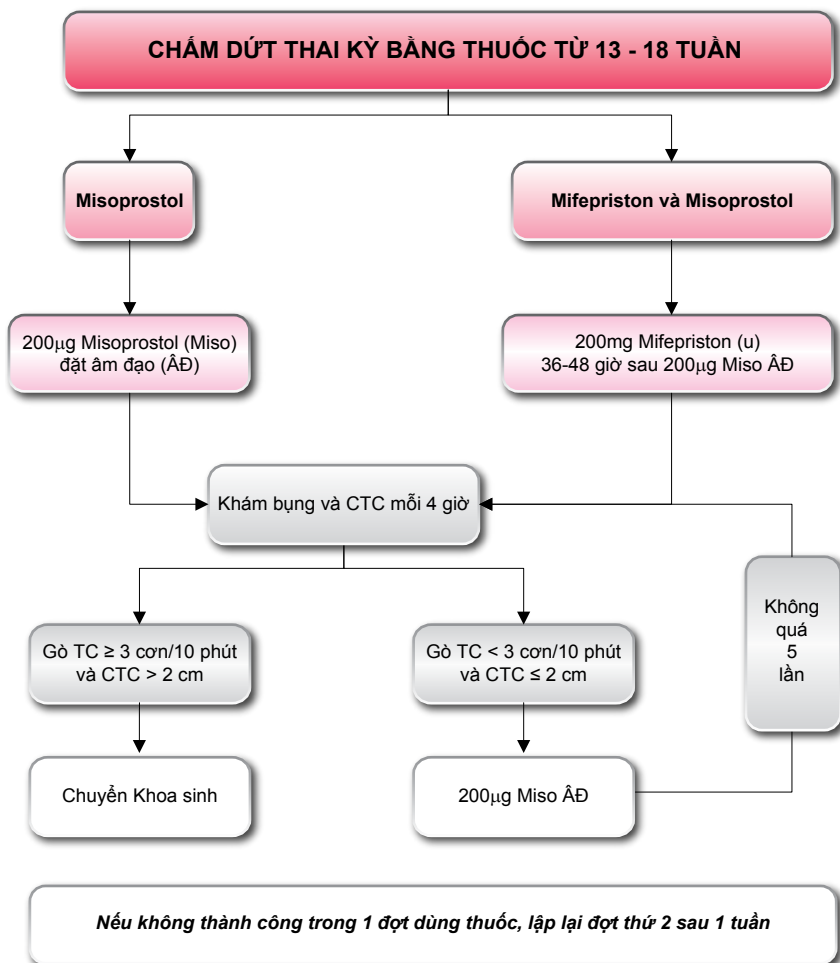 CHẤM DỨT THAI KỲ BẰNG THUỐC TỪ 13 - 18 TUẦN
Misoprostol
Mifepriston và Misoprostol
200μg Misoprostol (Miso)
đặt âm đạo (ÂĐ)
200mg Mifepriston (u)
36-48 giờ sau 200μg Miso ÂĐ
Khám bụng và CTC mỗi 4 giờ
Gò TC ≥ 3 cơn/10 phút
và CTC > 2 cm
Gò TC < 3 cơn/10 phút
và CTC ≤ 2 cm
Không
quá
5
lần
Chuyển Khoa sinh
200μg Miso ÂĐ
Nếu không thành công trong 1 đợt dùng thuốc, lập lại đợt thứ 2 sau 1 tuần